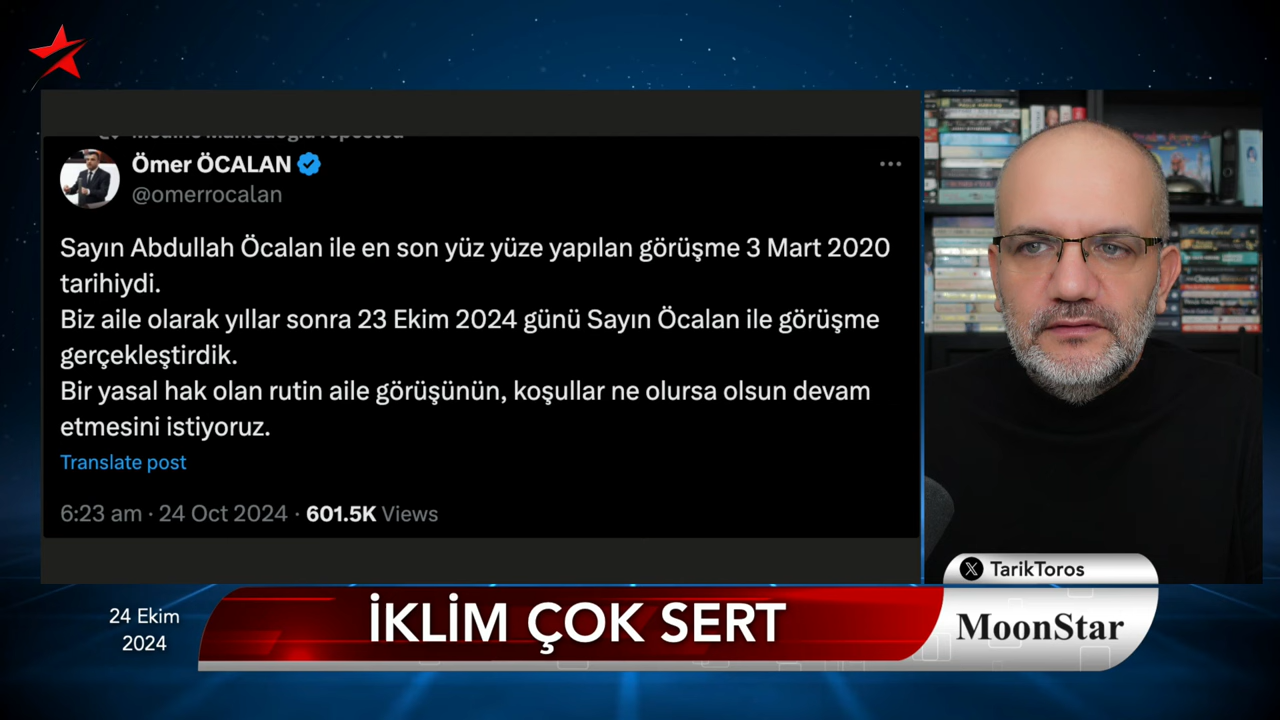 Ömer ÖCALAN
@omerrocalan
Sayın Abdullah Öcalan ile en son yüz yüze yapılan görüşme 3 Mart 2020
tarihiydi.
Biz aile olarak yıllar sonra 23 Ekim 2024 günü Sayın Öcalan ile görüşme
gerçekleştirdik.
Bir yasal hak olan rutin aile görüşünün, koşullar ne olursa olsun devam
etmesini istiyoruz.
Translate post
6:23 am · 24 Oct 2024 · 601.5K Views
TarikToros
24 Ekim
2024
İKLİM ÇOK SERT
MoonStar